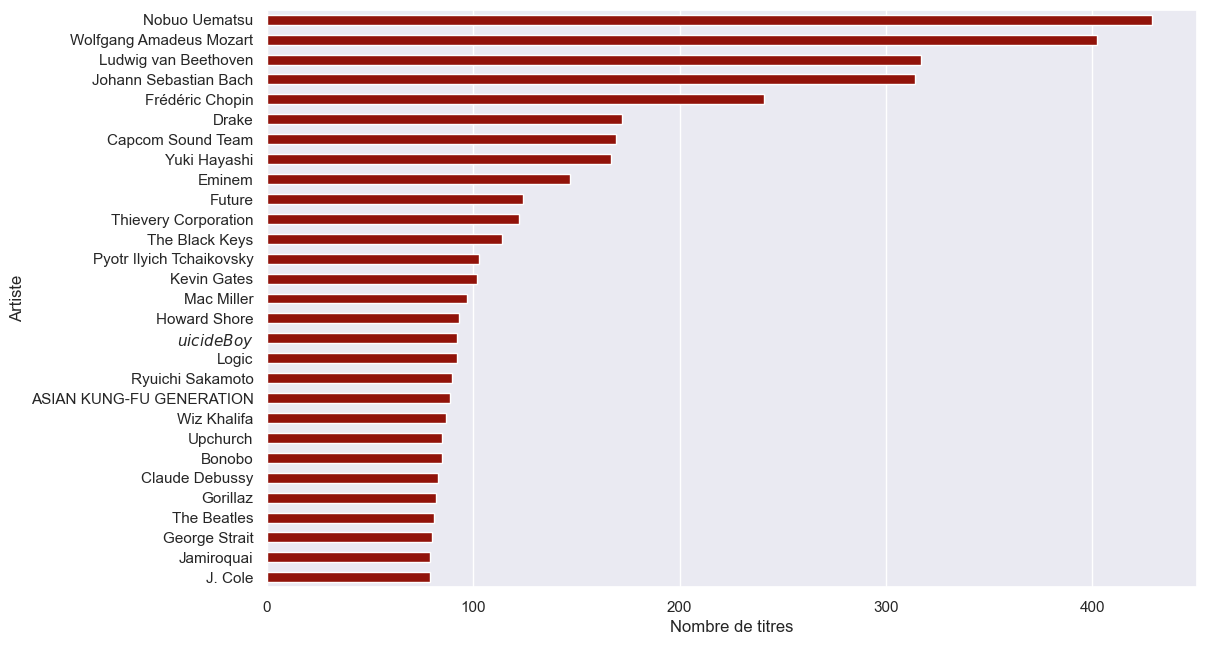 Nobuo Uematsu
Wolfgang Amadeus Mozart
Ludwig van Beethoven
Johann Sebastian Bach
Frédéric Chopin
Drake
Capcom Sound Team
Yuki Hayashi
Eminem
Future
Thievery Corporation
The Black Keys
Pyotr Ilyich Tchaikovsky
Kevin Gates
Mac Miller
Howard Shore
uicideBoy
Logic
Ryuichi Sakamoto
ASIAN KUNG-FU GENERATION
Wiz Khalifa
Upchurch
Bonobo
Claude Debussy
Gorillaz
The Beatles
George Strait
Jamiroquai
J. Cole
Artiste
0 100 200 300 400
Nombre de titres